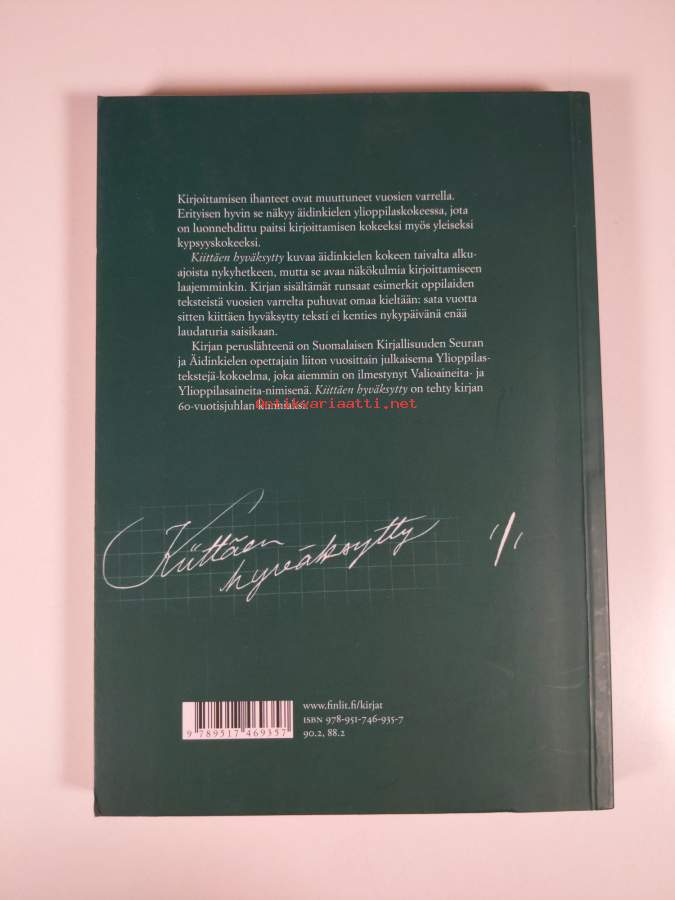 Kirjoittamisen ihanteet ovat muuttuneet vuosien varrella.
Erityisen hyvin se näkyy äidinkielen ylioppilaskokeessa, jota
on luonnehdittu paitsi kirjoittamisen kokeeksi myös yleiseksi
kypsyyskokeeksi.
Kiittäen hyväksytty kuvaa äidinkielen kokeen taivalta alku-
ajoista nykyhetkeen, mutta se avaa näkökulmia kirjoittamiseen
laajemminkin. Kirjan sisältämät runsaat esimerkit oppilaiden
teksteistä vuosien varrelta puhuvat omaa kieltään: sata vuotta
sitten kiittäen hyväksytty teksti ei kenties nykypäivänä enää
laudaturia saisikaan.
Kirjan peruslähteenä on Suomalaisen Kirjallisuuden Seuran
ja Äidinkielen opettajain liiton vuosittain julkaisema Ylioppilas-
tekstejä-kokoelma, joka aiemmin on ilmestynyt Valioaineita- ja
Ylioppilasaineita-nimisenä. Kiittäen hyväksytty on tehty kirjan
60-vuotisjuhlan kunniaksi.
Antikvariaatti.net
Kiittäen
hyväksytty
www.finlit.fi/kirjat
ISBN 978-951-746-935-7
90.2, 88.2
9 789517 469357